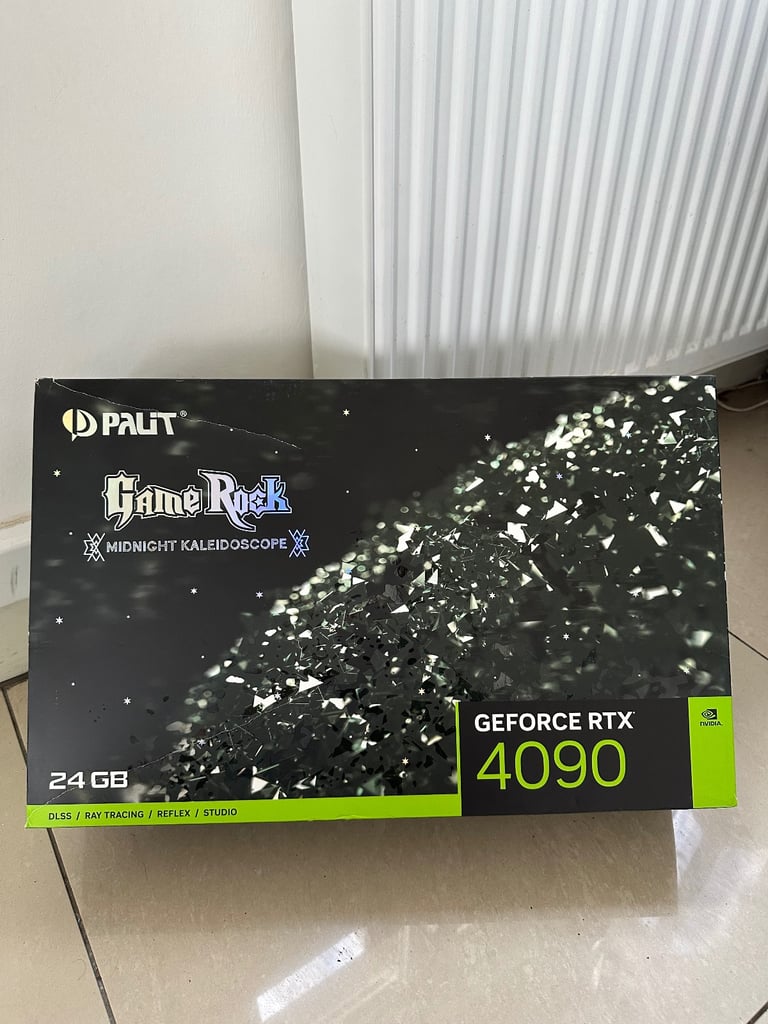 PALiT®
GameRock
MIDNIGHT KALEIDOSCOPE
GEFORCE RTX
4090
NVIDIA.
24 GB
DLSS / RAY TRACING / REFLEX / STUDIO